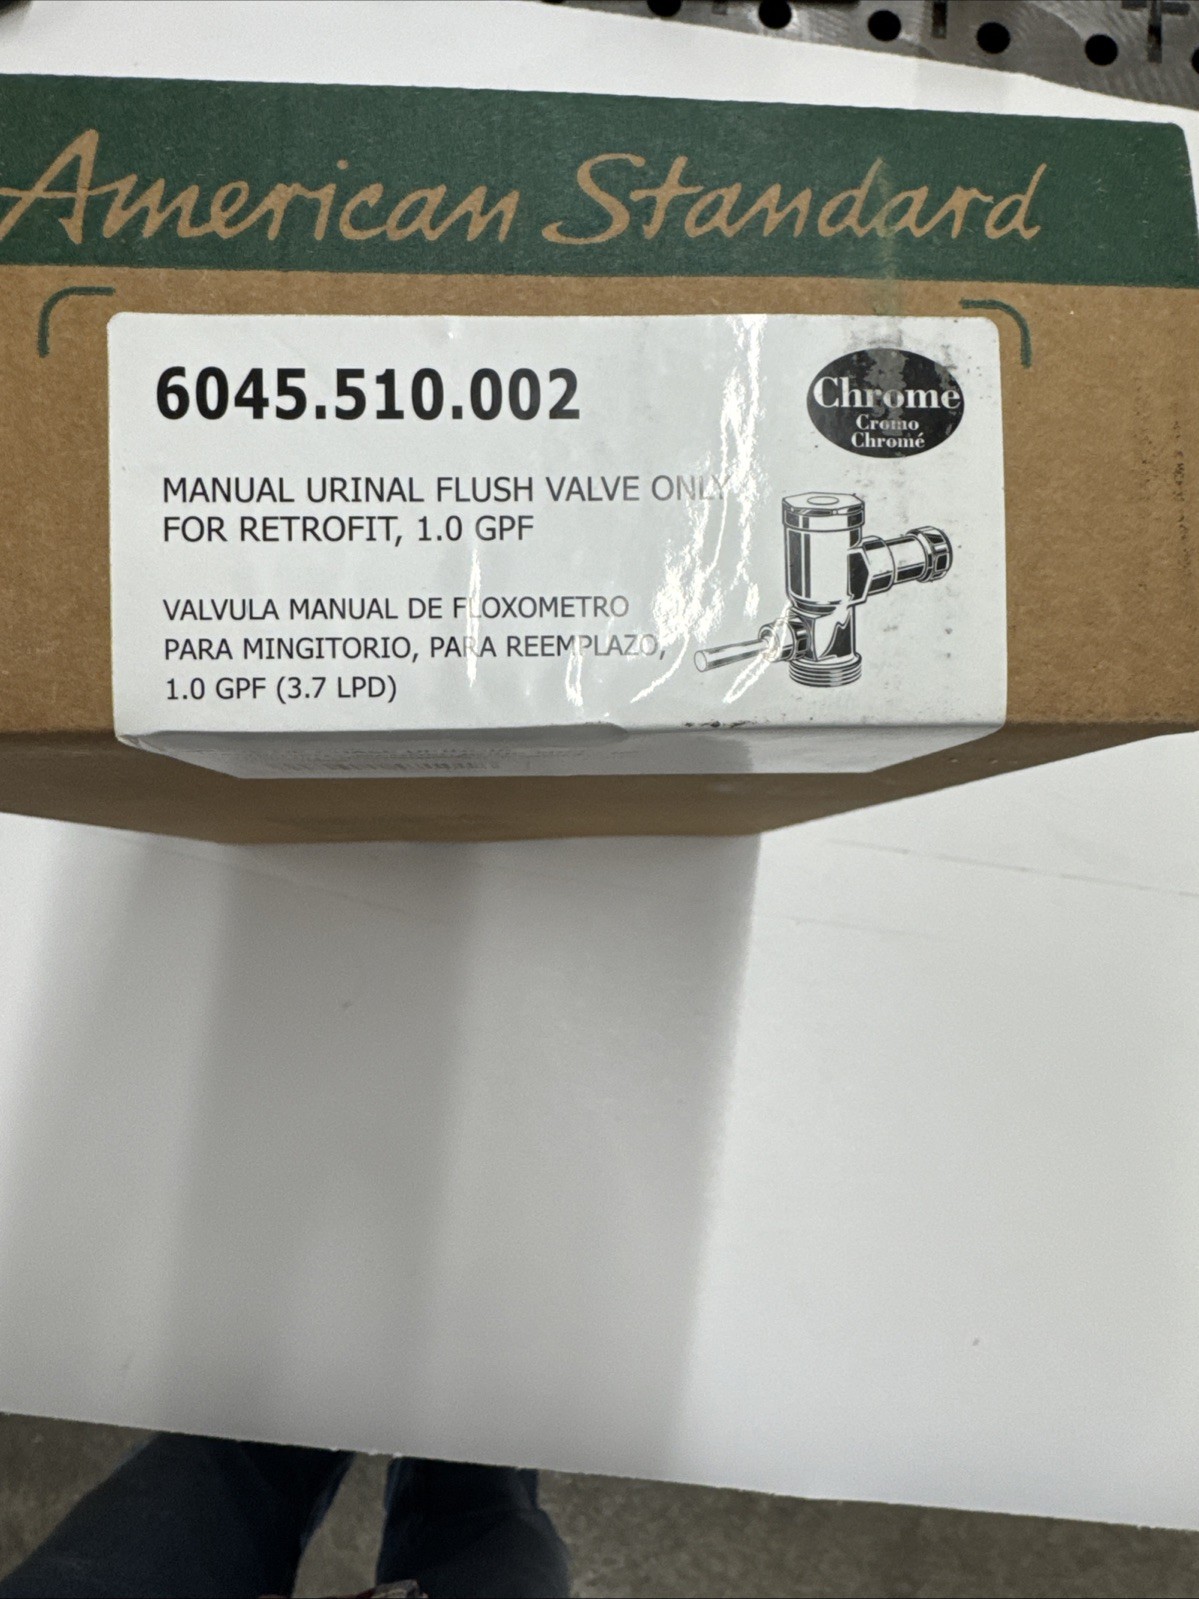 American Standard
6045.510.002
Chrome
Cromo
Chromé
MANUAL URINAL FLUSH VALVE ONLY
FOR RETROFIT, 1.0 GPF
VALVULA MANUAL DE FLOXOMETRO
PARA MINGITORIO, PARA REEMPLAZO,
1.0 GPF (3.7 LPD)